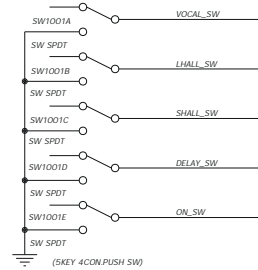 VOCAL_SW
SW1001A
SW SPDT
LHALL_SW
SW1001B
SW SPDT
SHALL_SW
SW1001C
SW SPDT
DELAY_SW
SW1001D
SW SPDT
ON_SW
SW1001E
SW SPDT
(5KEY 4CON.PUSH SW)